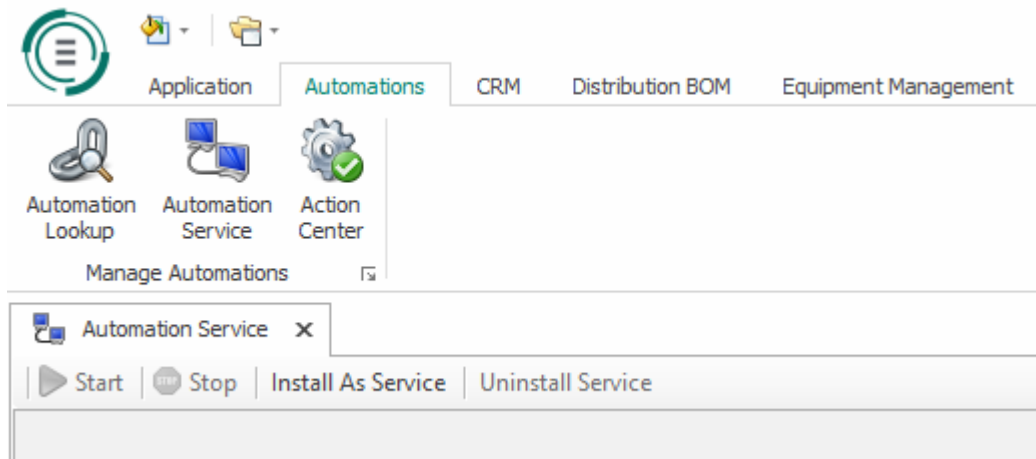 Application Automations CRM Distribution BOM Equipment Management
Automation Lookup
Automation Service
Action Center
Manage Automations
Automation Service
Start STOP Stop Install As Service Uninstall Service